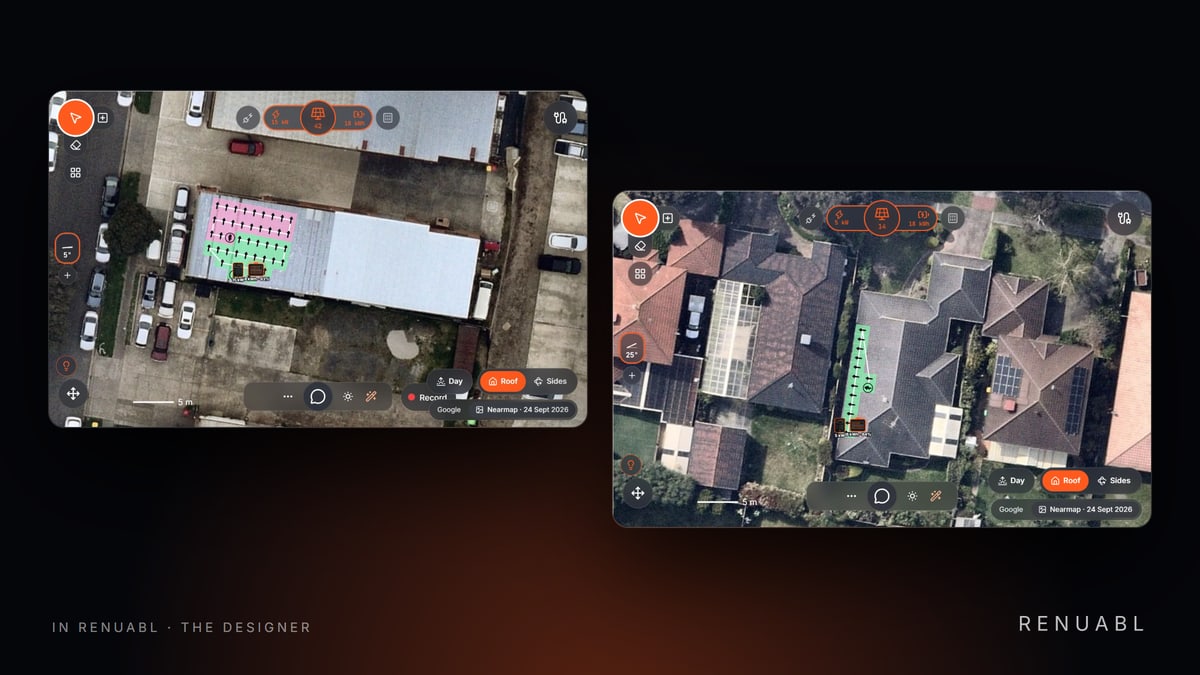 15 kW
42
18 kWh
5°
5 m
Record
Day
Roof
Sides
Google
Nearmap · 24 Sept 2026
5 kW
14
18 kWh
25°
5 m
Day
Roof
Sides
Google
Nearmap · 24 Sept 2026
IN RENUABL · THE DESIGNER
RENUABL